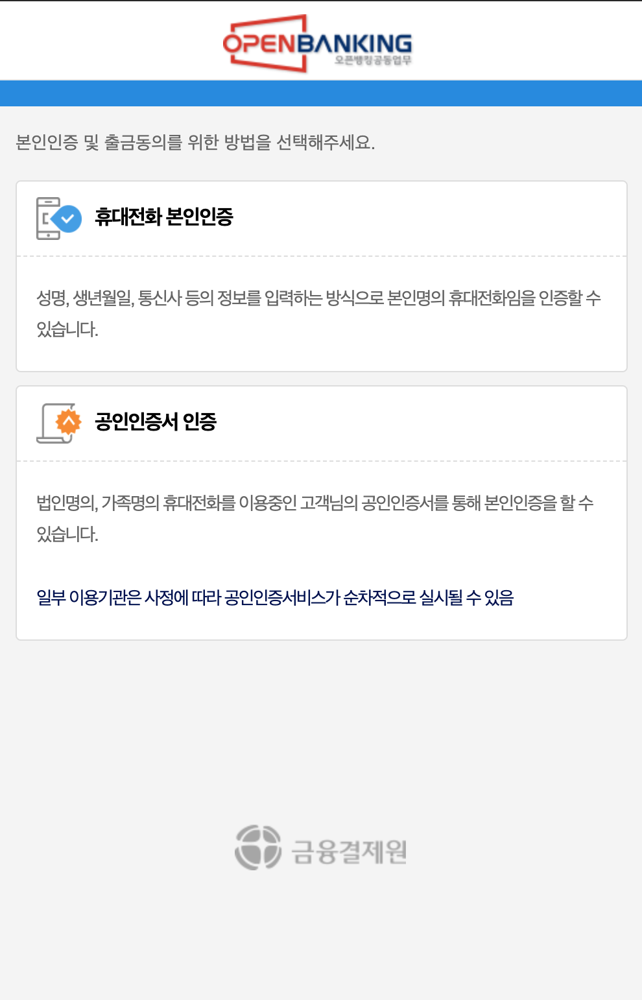 OPENBANKING
오픈뱅킹공동업무
본인인증 및 출금동의를 위한 방법을 선택해주세요.
휴대전화 본인인증
성명, 생년월일, 통신사 등의 정보를 입력하는 방식으로 본인명의 휴대전화임을 인증할 수
있습니다.
공인인증서 인증
법인명의, 가족명의 휴대전화를 이용중인 고객님의 공인인증서를 통해 본인인증을 할 수
있습니다.
일부 이용기관은 사정에 따라 공인인증서비스가 순차적으로 실시될 수 있음
금융결제원